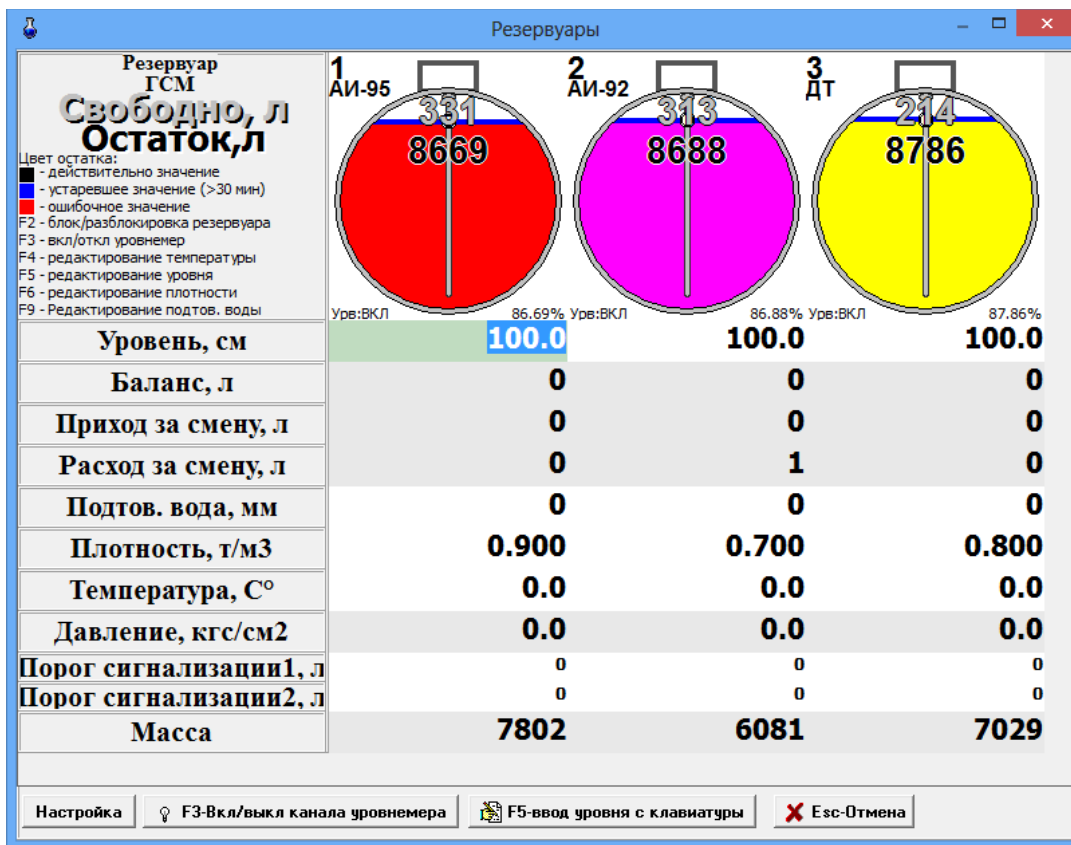 Резервуары
Резервуар
ГСМ
Свободно, л
Остаток,л
Цвет остатка:
- действительно значение
- устаревшее значение (>30 мин)
- ошибочное значение
F2 - блок/разблокировка резервуара
F3 - вкл/откл уровнемер
F4 - редактирование температуры
F5 - редактирование уровня
F6 - редактирование плотности
F9 - Редактирование подтов. воды
1 2 3
АИ-95 АИ-92 ДТ
331 313 214
8669 8688 8786
Урв:ВКЛ 86.69% Урв:ВКЛ 86.88% Урв:ВКЛ 87.86%
Уровень, см 100.0 100.0 100.0
Баланс, л 0 0 0
Приход за смену, л 0 0 0
Расход за смену, л 0 1 0
Подтов. вода, мм 0 0 0
Плотность, т/м3 0.900 0.700 0.800
Температура, С° 0.0 0.0 0.0
Давление, кгс/см2 0.0 0.0 0.0
Порог сигнализации1, л 0 0 0
Порог сигнализации2, л 0 0 0
Масса 7802 6081 7029
Настройка F3-Вкл/выкл канала уровнемера F5-ввод уровня с клавиатуры Esc-Отмена